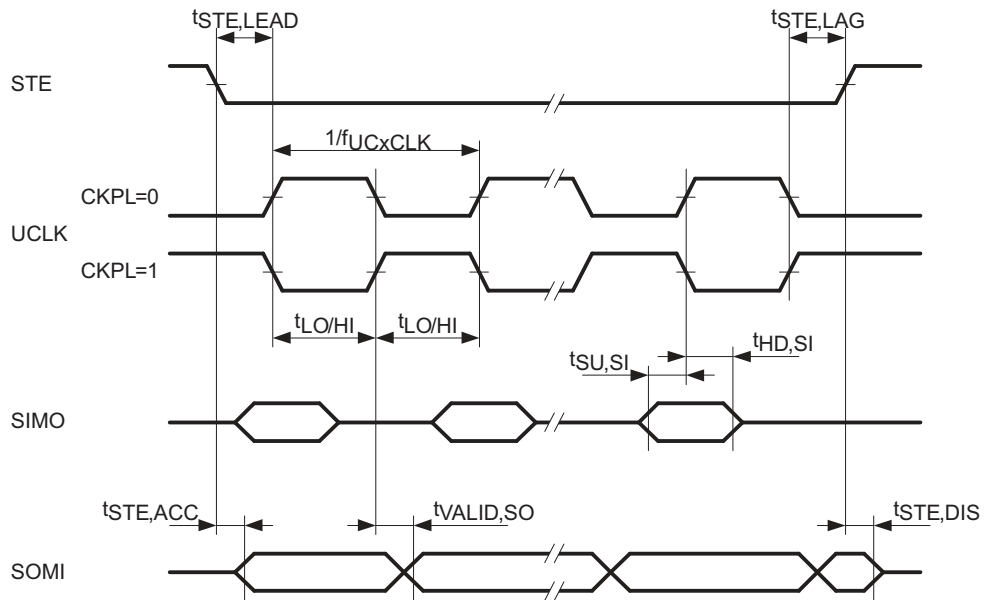 tSTE,LEAD
tSTE,LAG
STE
1/fUCxCLK
CKPL=0
UCLK
CKPL=1
tLO/HI
tLO/HI
tSU,SI
tHD,SI
SIMO
tSTE,ACC
tVALID,SO
tSTE,DIS
SOMI